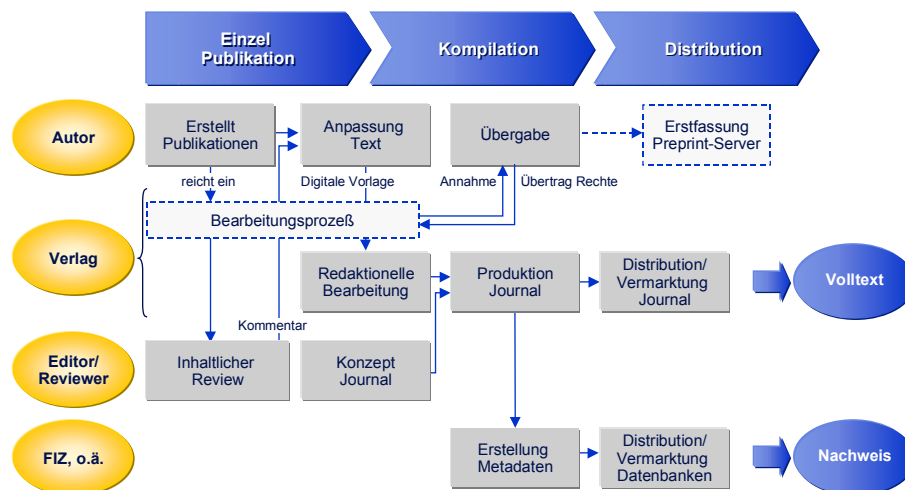 Einzel
Publikation
Kompilation
Distribution
Autor
Erstellt
Publikationen
Anpassung
Text
Übergabe
Erstfassung
Preprint-Server
reicht ein
Digitale Vorlage
Annahme
Übertrag Rechte
Bearbeitungsprozeß
Verlag
Redaktionelle
Bearbeitung
Produktion
Journal
Distribution/
Vermarktung
Journal
Volltext
Kommentar
Editor/
Reviewer
Inhaltlicher
Review
Konzept
Journal
FIZ, o.ä.
Erstellung
Metadaten
Distribution/
Vermarktung
Datenbanken
Nachweis